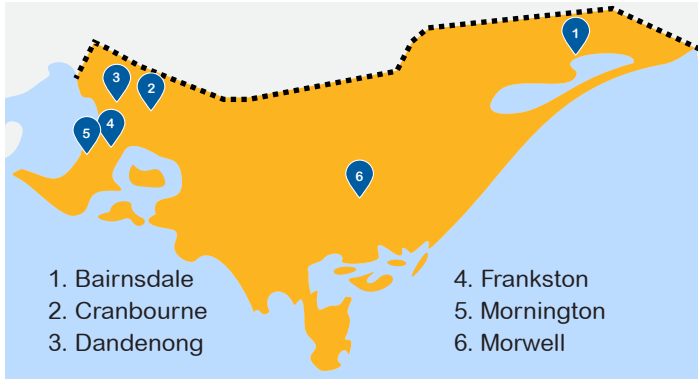 1
3
2
4
5
6
1. Bairnsdale
2. Cranbourne
3. Dandenong
4. Frankston
5. Mornington
6. Morwell